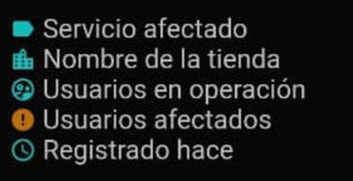 Servicio afectado
Nombre de la tienda
Usuarios en operación
Usuarios afectados
Registrado hace